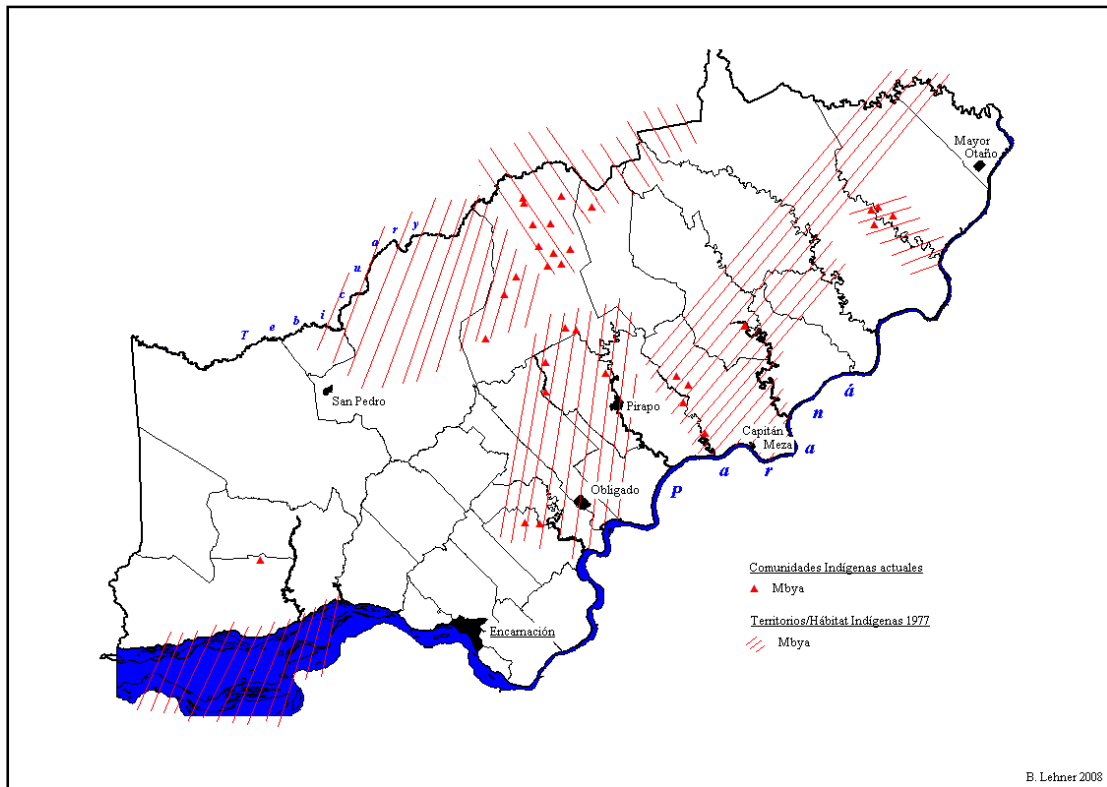 Mayor
Otaño
T e b i c u a r y
San Pedro
Pirapo
Capitán
Meza
P a r a n á
Obligado
Encarnación
Comunidades Indígenas actuales
Mbya
Territorios/Hábitat Indígenas 1977
Mbya
B. Lehner 2008